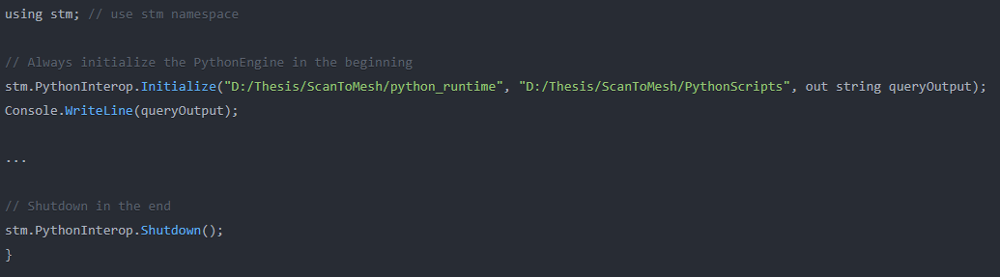 using stm; // use stm namespace
// Always initialize the PythonEngine in the beginning
stm.PythonInterop.Initialize("D:/Thesis/ScanToMesh/python_runtime", "D:/Thesis/ScanToMesh/PythonScripts", out string queryOutput);
Console.WriteLine(queryOutput);
...
// Shutdown in the end
stm.PythonInterop.Shutdown();
}